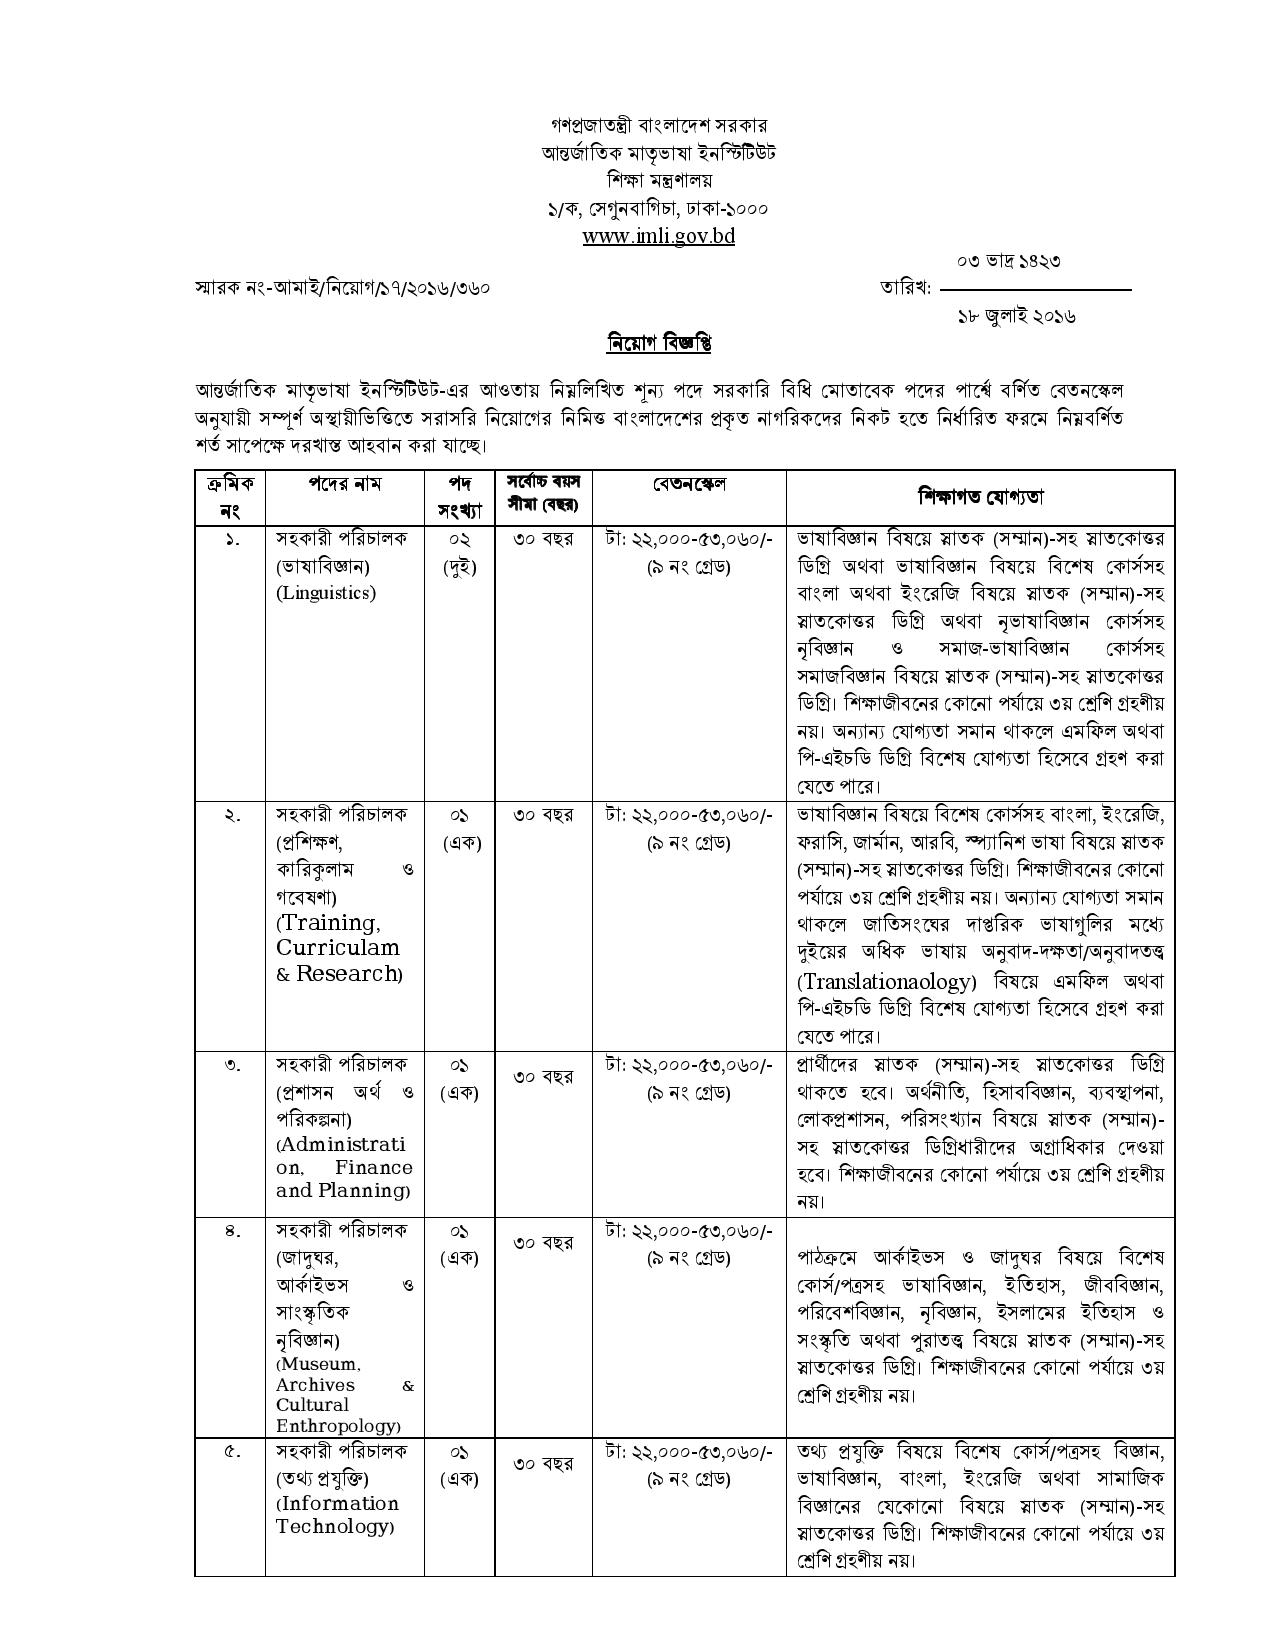 গণপ্রজাতন্ত্রী বাংলাদেশ সরকার
আন্তর্জাতিক মাতৃভাষা ইনস্টিটিউট
শিক্ষা মন্ত্রণালয়
১/ক, সেগুনবাগিচা, ঢাকা-১০০০
www.imli.gov.bd
০৩ ভাদ্র ১৪২৩
স্মারক নং-আমাই/নিয়োগ/১৭/২০১৬/৩৬০ তারিখ:
১৮ জুলাই ২০১৬
নিয়োগ বিজ্ঞপ্তি
আন্তর্জাতিক মাতৃভাষা ইনস্টিটিউট-এর আওতায় নিম্নলিখিত শূন্য পদে সরকারি বিধি মোতাবেক পদের পার্শ্বে বর্ণিত বেতনস্কেল
অনুযায়ী সম্পূর্ণ অস্থায়ীভিত্তিতে সরাসরি নিয়োগের নিমিত্ত বাংলাদেশের প্রকৃত নাগরিকদের নিকট হতে নির্ধারিত ফরমে নিম্নবর্ণিত
শর্ত সাপেক্ষে দরখাস্ত আহবান করা যাচ্ছে।
ক্রমিক
নং
পদের নাম
পদ
সংখ্যা
সর্বোচ্চ বয়স
সীমা (বছর)
বেতনস্কেল
শিক্ষাগত যোগ্যতা
১.
সহকারী পরিচালক
(ভাষাবিজ্ঞান)
(Linguistics)
০২
(দুই)
৩০ বছর
টা: ২২,০০০-৫৩,০৬০/-
(৯ নং গ্রেড)
ভাষাবিজ্ঞান বিষয়ে স্নাতক (সম্মান)-সহ স্নাতকোত্তর
ডিগ্রি অথবা ভাষাবিজ্ঞান বিষয়ে বিশেষ কোর্সসহ
বাংলা অথবা ইংরেজি বিষয়ে স্নাতক (সম্মান)-সহ
স্নাতকোত্তর ডিগ্রি অথবা নৃভাষাবিজ্ঞান কোর্সসহ
নৃবিজ্ঞান ও সমাজ-ভাষাবিজ্ঞান কোর্সসহ
সমাজবিজ্ঞান বিষয়ে স্নাতক (সম্মান)-সহ স্নাতকোত্তর
ডিগ্রি। শিক্ষাজীবনের কোনো পর্যায়ে ৩য় শ্রেণি গ্রহণীয়
নয়। অন্যান্য যোগ্যতা সমান থাকলে এমফিল অথবা
পি-এইচডি ডিগ্রি বিশেষ যোগ্যতা হিসেবে গ্রহণ করা
যেতে পারে।
২.
সহকারী পরিচালক
(প্রশিক্ষণ,
কারিকুলাম ও
গবেষণা)
(Training,
Curriculam
& Research)
০১
(এক)
৩০ বছর
টা: ২২,০০০-৫৩,০৬০/-
(৯ নং গ্রেড)
ভাষাবিজ্ঞান বিষয়ে বিশেষ কোর্সসহ বাংলা, ইংরেজি,
ফরাসি, জার্মান, আরবি, স্প্যানিশ ভাষা বিষয়ে স্নাতক
(সম্মান)-সহ স্নাতকোত্তর ডিগ্রি। শিক্ষাজীবনের কোনো
পর্যায়ে ৩য় শ্রেণি গ্রহণীয় নয়। অন্যান্য যোগ্যতা সমান
থাকলে জাতিসংঘের দাপ্তরিক ভাষাগুলির মধ্যে
দুইয়ের অধিক ভাষায় অনুবাদ-দক্ষতা/অনুবাদতত্ত্ব
(Translationaology) বিষয়ে এমফিল অথবা
পি-এইচডি ডিগ্রি বিশেষ যোগ্যতা হিসেবে গ্রহণ করা
যেতে পারে।
৩.
সহকারী পরিচালক
(প্রশাসন অর্থ ও
পরিকল্পনা)
(Administrati
on, Finance
and Planning)
০১
(এক)
৩০ বছর
টা: ২২,০০০-৫৩,০৬০/-
(৯ নং গ্রেড)
প্রার্থীদের স্নাতক (সম্মান)-সহ স্নাতকোত্তর ডিগ্রি
থাকতে হবে। অর্থনীতি, হিসাববিজ্ঞান, ব্যবস্থাপনা,
লোকপ্রশাসন, পরিসংখ্যান বিষয়ে স্নাতক (সম্মান)-
সহ স্নাতকোত্তর ডিগ্রিধারীদের অগ্রাধিকার দেওয়া
হবে। শিক্ষাজীবনের কোনো পর্যায়ে ৩য় শ্রেণি গ্রহণীয়
নয়।
৪.
সহকারী পরিচালক
(জাদুঘর,
আর্কাইভস ও
সাংস্কৃতিক
নৃবিজ্ঞান)
(Museum,
Archives &
Cultural
Enthropology)
০১
(এক)
৩০ বছর
টা: ২২,০০০-৫৩,০৬০/-
(৯ নং গ্রেড)
পাঠক্রমে আর্কাইভস ও জাদুঘর বিষয়ে বিশেষ
কোর্স/পত্রসহ ভাষাবিজ্ঞান, ইতিহাস, জীববিজ্ঞান,
পরিবেশবিজ্ঞান, নৃবিজ্ঞান, ইসলামের ইতিহাস ও
সংস্কৃতি অথবা পুরাতত্ত্ব বিষয়ে স্নাতক (সম্মান)-সহ
স্নাতকোত্তর ডিগ্রি। শিক্ষাজীবনের কোনো পর্যায়ে ৩য়
শ্রেণি গ্রহণীয় নয়।
৫.
সহকারী পরিচালক
(তথ্য প্রযুক্তি)
(Information
Technology)
০১
(এক)
৩০ বছর
টা: ২২,০০০-৫৩,০৬০/-
(৯ নং গ্রেড)
তথ্য প্রযুক্তি বিষয়ে বিশেষ কোর্স/পত্রসহ বিজ্ঞান,
ভাষাবিজ্ঞান, বাংলা, ইংরেজি অথবা সামাজিক
বিজ্ঞানের যেকোনো বিষয়ে স্নাতক (সম্মান)-সহ
স্নাতকোত্তর ডিগ্রি। শিক্ষাজীবনের কোনো পর্যায়ে ৩য়
শ্রেণি গ্রহণীয় নয়।